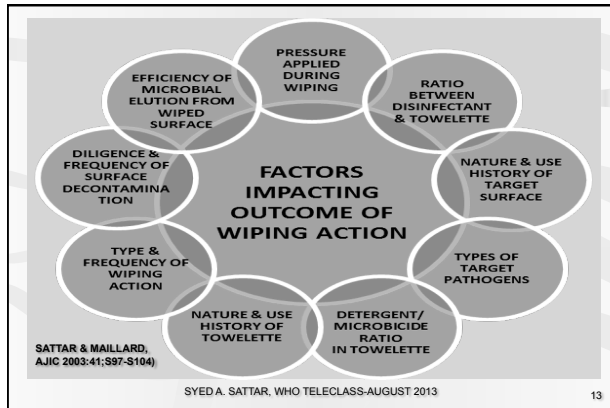 PRESSURE
APPLIED
DURING
WIPING
RATIO
BETWEEN
DISINFECTANT
& TOWELETTE
NATURE & USE
HISTORY OF
TARGET
SURFACE
TYPES OF
TARGET
PATHOGENS
DETERGENT/
MICROBICIDE
RATIO
IN TOWELETTE
NATURE & USE
HISTORY OF
TOWELETTE
TYPE &
FREQUENCY OF
WIPING
ACTION
DILIGENCE &
FREQUENCY OF
SURFACE
DECONTAMINA
TION
EFFICIENCY OF
MICROBIAL
ELUTION FROM
WIPED
SURFACE
FACTORS
IMPACTING
OUTCOME OF
WIPING ACTION
SATTAR & MAILLARD,
AJIC 2003:41;S97-S104)
SYED A. SATTAR, WHO TELECLASS-AUGUST 2013
13